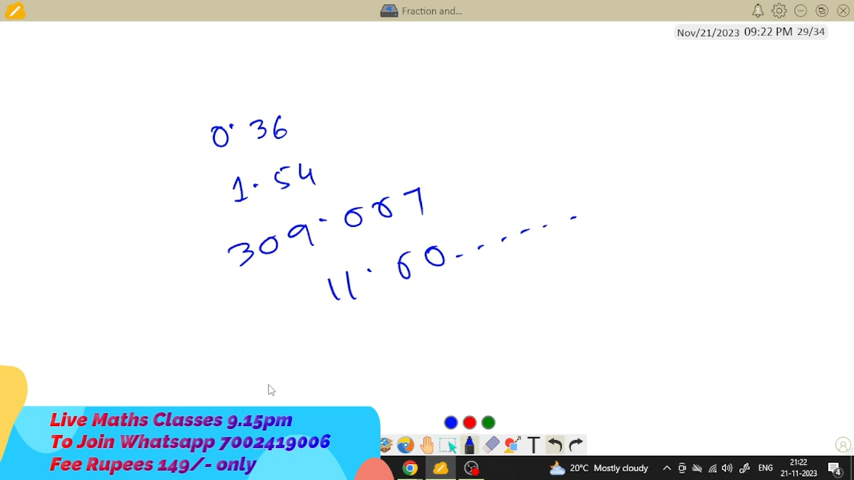 Fraction and...
Nov/21/2023 09:22 PM 29/34
0.36
1.54
309.007
11.60.......
Live Maths Classes 9.15pm
To Join Whatsapp 7002419006
Fee Rupees 149/- only
T
20°C Mostly cloudy
ENG
21:22
21-11-2023
4